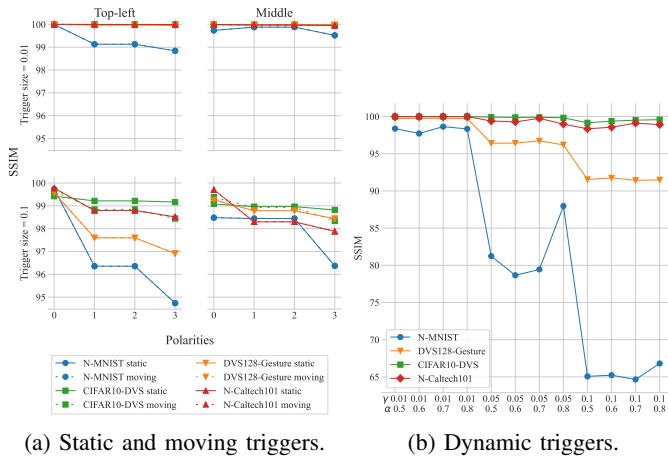 Top-left
Middle
100
99
98
97
96
95
Trigger size = 0.01
SSIM
100
99
98
97
96
95
Trigger size = 0.1
0 1 2 3
0 1 2 3
Polarities
N-MNIST static
N-MNIST moving
CIFAR10-DVS static
CIFAR10-DVS moving
DVS128-Gesture static
DVS128-Gesture moving
N-Caltech101 static
N-Caltech101 moving
(a) Static and moving triggers.
SSIM
100
95
90
85
80
75
70
65
N-MNIST
DVS128-Gesture
CIFAR10-DVS
N-Caltech101
γ 0.01 0.01 0.01 0.01 0.05 0.05 0.05 0.05 0.1 0.1 0.1 0.1
α 0.5 0.6 0.7 0.8 0.5 0.6 0.7 0.8 0.5 0.6 0.7 0.8
(b) Dynamic triggers.